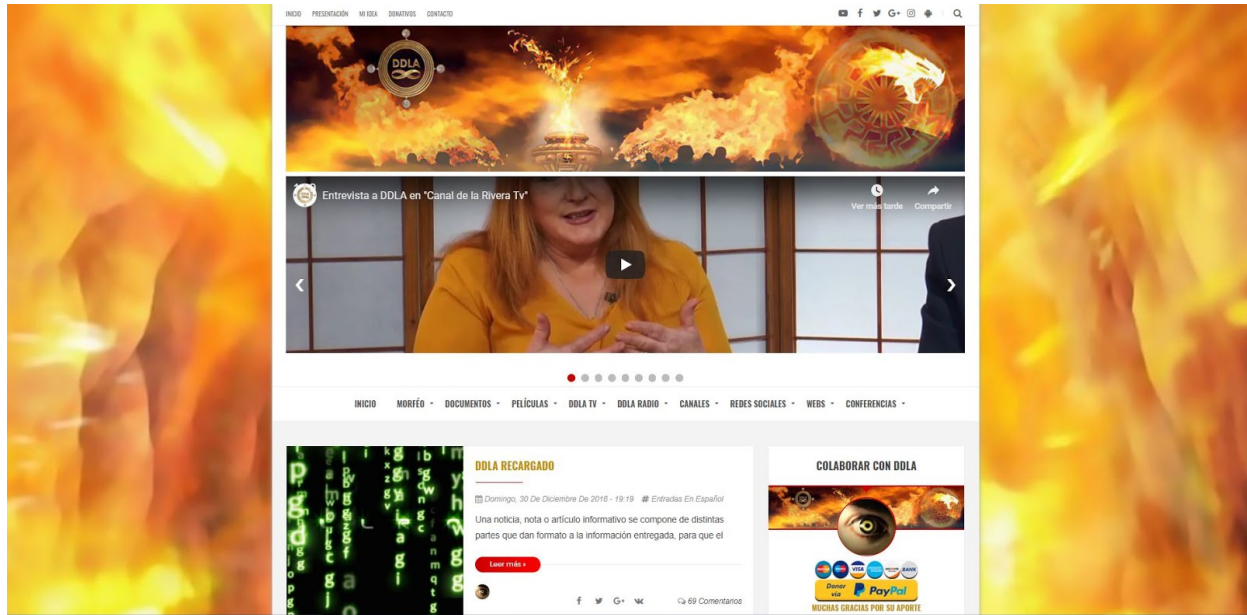 INICIO PRESENTACIÓN MI IDEA DONATIVOS CONTACTO
DDLA
Entrevista a DDLA en "Canal de la Rivera Tv"
Ver más tarde Compartir
INICIO MORFÉO DOCUMENTOS PELÍCULAS DDLA TV DDLA RADIO CANALES REDES SOCIALES WEBS CONFERENCIAS
DDLA RECARGADO
Domingo, 30 De Diciembre De 2018 - 19:19 # Entradas En Español
Una noticia, nota o artículo informativo se compone de distintas
partes que dan formato a la información entregada, para que el
Leer más »
69 Comentarios
COLABORAR CON DDLA
VISA
BANK
Donar
vía PayPal
MUCHAS GRACIAS POR SU APORTE